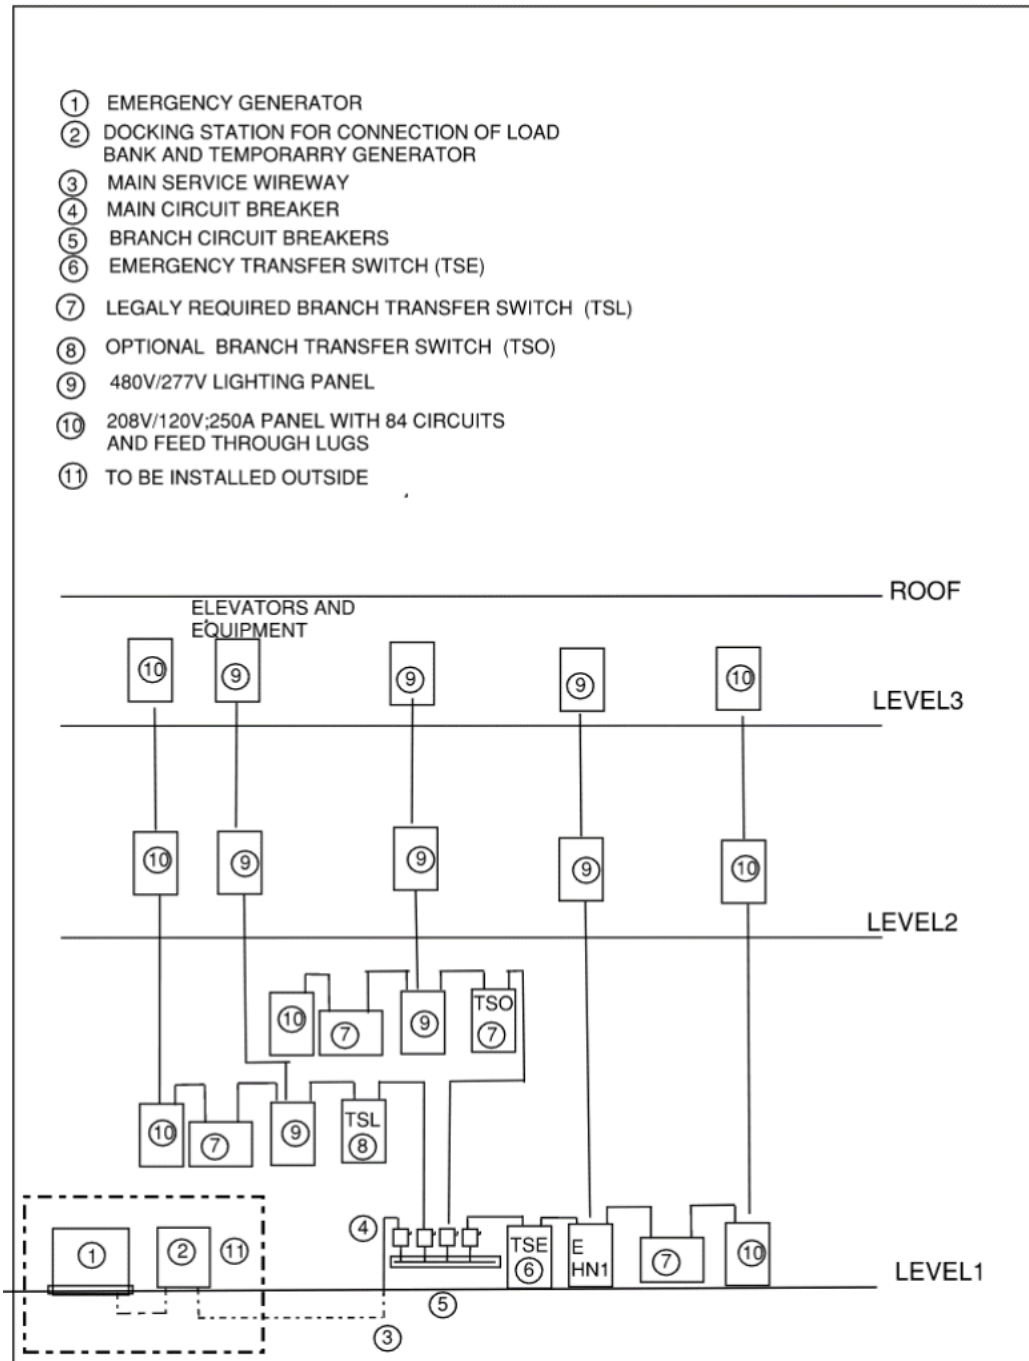 ① EMERGENCY GENERATOR
② DOCKING STATION FOR CONNECTION OF LOAD
BANK AND TEMPORARRY GENERATOR
③ MAIN SERVICE WIREWAY
④ MAIN CIRCUIT BREAKER
⑤ BRANCH CIRCUIT BREAKERS
⑥ EMERGENCY TRANSFER SWITCH (TSE)
⑦ LEGALY REQUIRED BRANCH TRANSFER SWITCH (TSL)
⑧ OPTIONAL BRANCH TRANSFER SWITCH (TSO)
⑨ 480V/277V LIGHTING PANEL
⑩ 208V/120V;250A PANEL WITH 84 CIRCUITS
AND FEED THROUGH LUGS
⑪ TO BE INSTALLED OUTSIDE
ROOF
ELEVATORS AND
EQUIPMENT
⑩ ⑨ ⑨ ⑨ ⑩
LEVEL3
⑩ ⑨ ⑨ ⑨ ⑩
LEVEL2
TSO
⑩ ⑦ ⑨ ⑦
TSL
⑩ ⑦ ⑨ ⑧
④
① ② ⑪
TSE
⑥
E
HN1
⑦ ⑩
LEVEL1
⑤
③